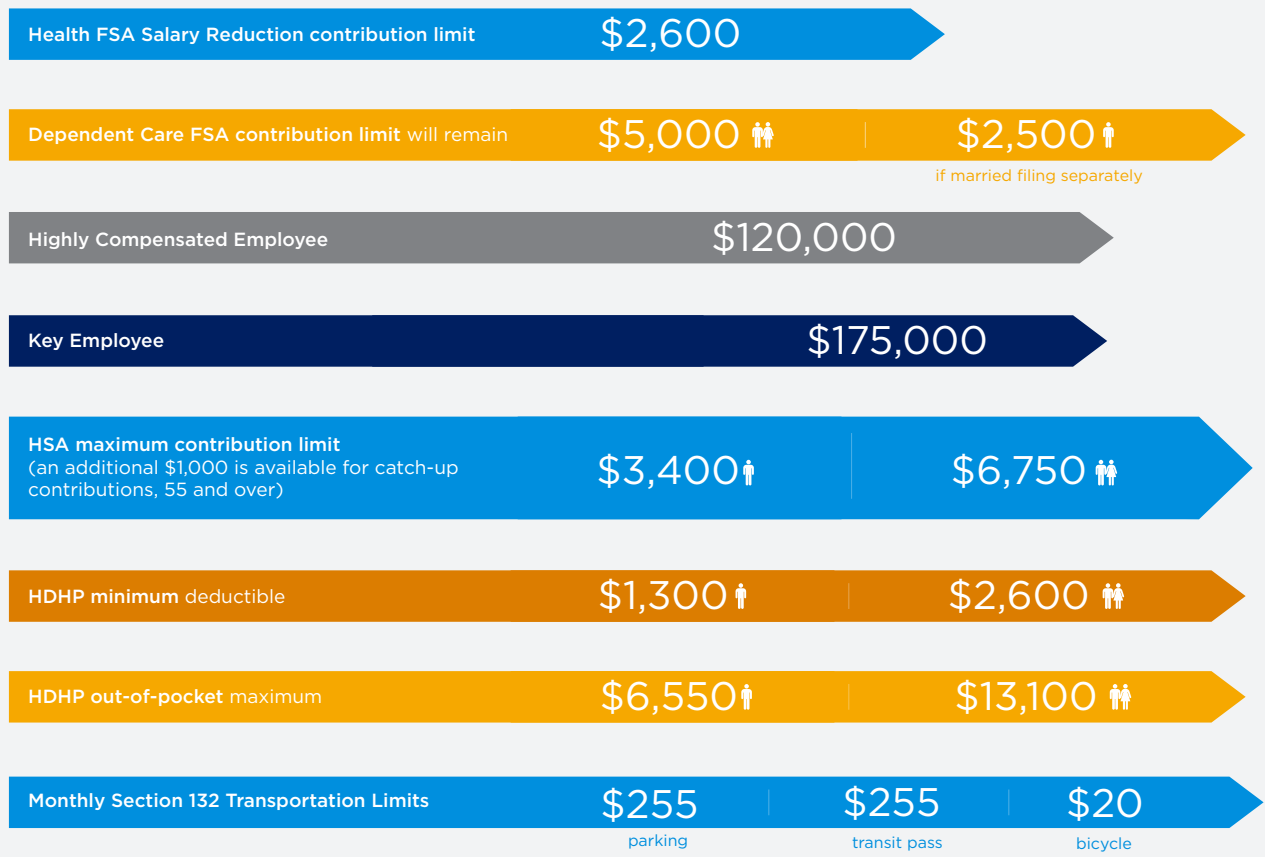 Health FSA Salary Reduction contribution limit $2,600
Dependent Care FSA contribution limit will remain $5,000 $2,500
if married filing separately
Highly Compensated Employee $120,000
Key Employee $175,000
HSA maximum contribution limit
(an additional $1,000 is available for catch-up
contributions, 55 and over)
$3,400 $6,750
HDHP minimum deductible $1,300 $2,600
HDHP out-of-pocket maximum $6,550 $13,100
Monthly Section 132 Transportation Limits $255 $255 $20
parking transit pass bicycle